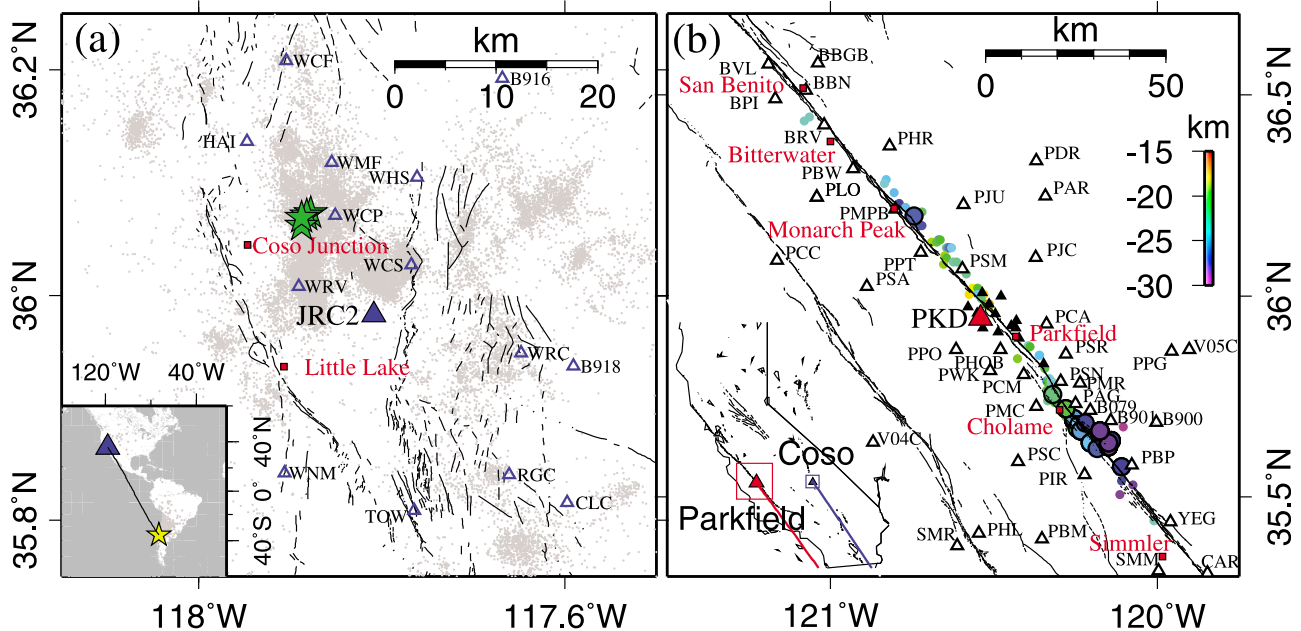 (a)
km
0 10 20
WCF
B916
HAI
WMF
WHS
WCP
Coso Junction
WCS
WRV
JRC2
Little Lake
WRC
B918
WNM
RGC
CLC
TOW
36.2°N
36°N
35.8°N
118°W
117.6°W
120°W
40°W
40°N
0°
40°S
(b)
km
0 50
km
-15
-20
-25
-30
BVL
BBGB
San Benito
BBN
BPI
BRV
PHR
Bitterwater
PBW
PDR
PLO
PJU
PAR
PMPB
Monarch Peak
PCC
PPT
PSM
PJC
PSA
PKD
PCA
Parkfield
PPO
PHOB
PSR
PPG
V05C
PWK
PCM
PSN
PMR
PMC
PAG
B079
B901
B900
Cholame
V04C
PSC
PIR
PBP
Coso
Parkfield
SMR
PHL
PBM
YEG
Simmler
SMM
CAR
36.5°N
36°N
35.5°N
121°W
120°W